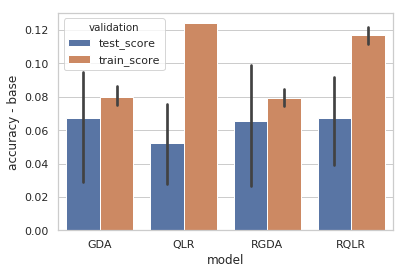 validation
test_score
train_score
0.12
0.10
0.08
0.06
0.04
0.02
0.00
accuracy - base
GDA QLR RGDA RQLR
model